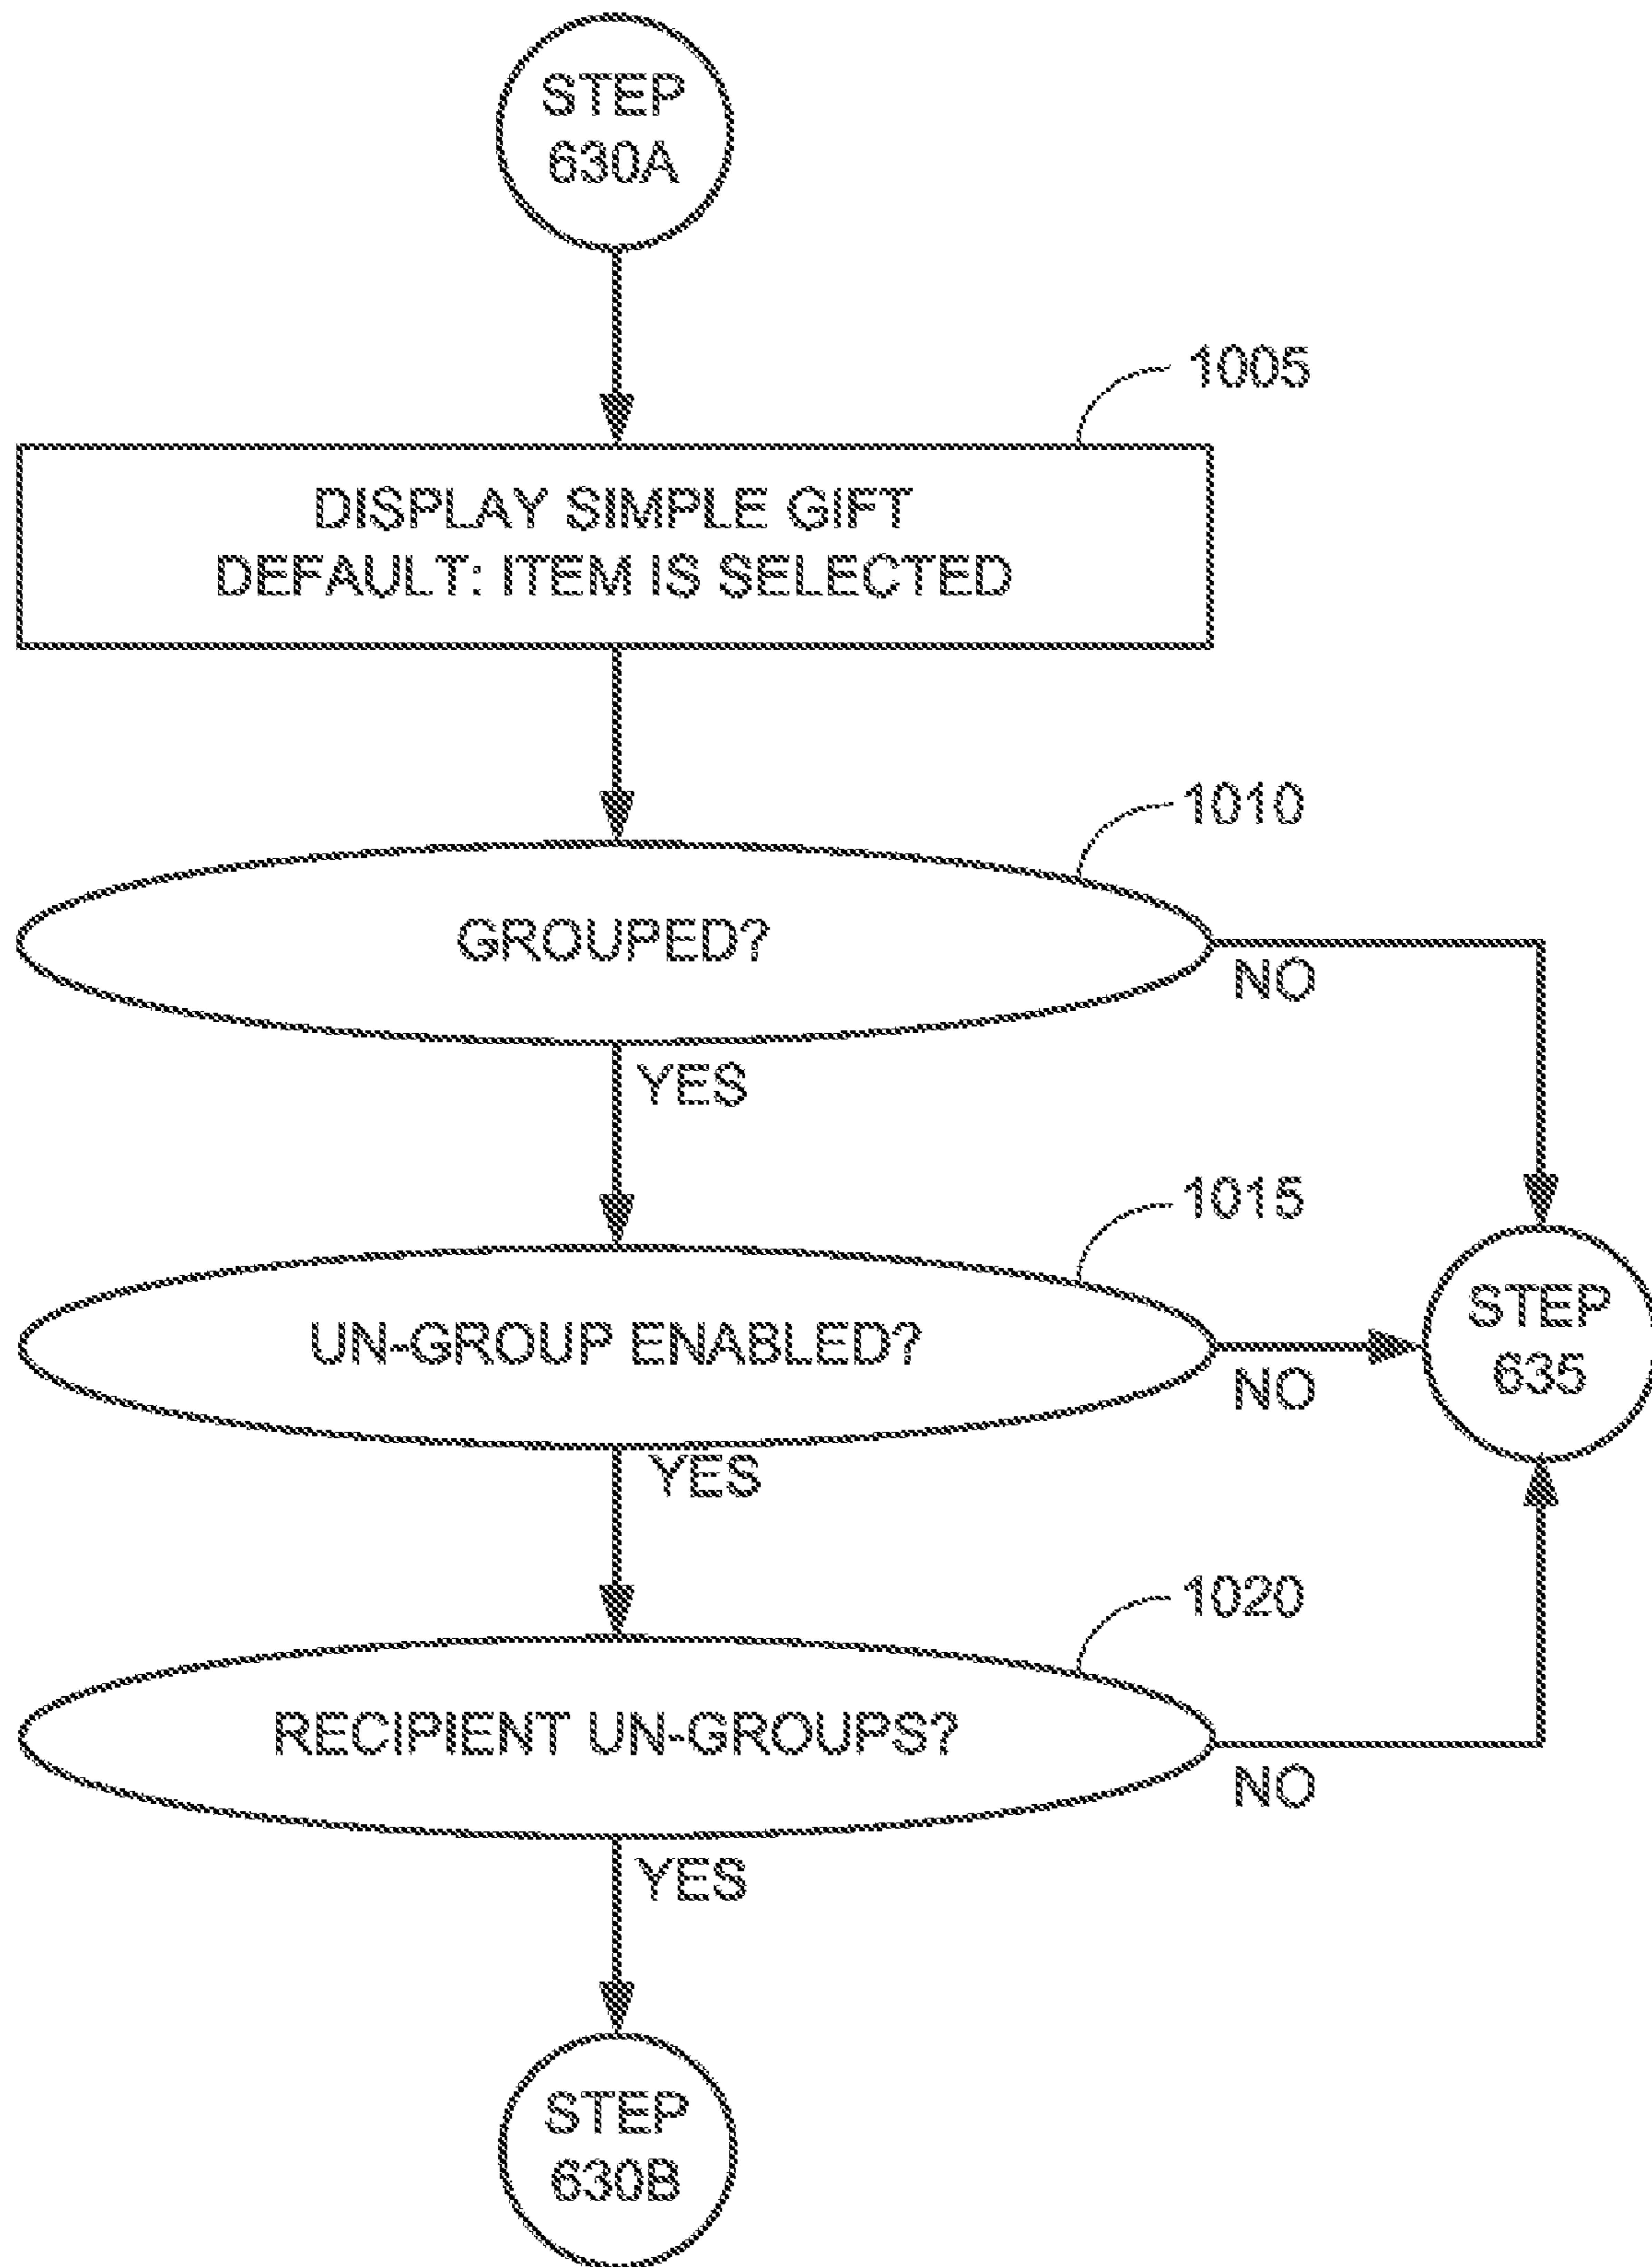 STEP
630A
1005
DISPLAY SIMPLE GIFT
DEFAULT: ITEM IS SELECTED
1010
GROUPED?
NO
YES
1015
UN-GROUP ENABLED?
NO
STEP
635
YES
1020
RECIPIENT UN-GROUPS?
NO
YES
STEP
630B